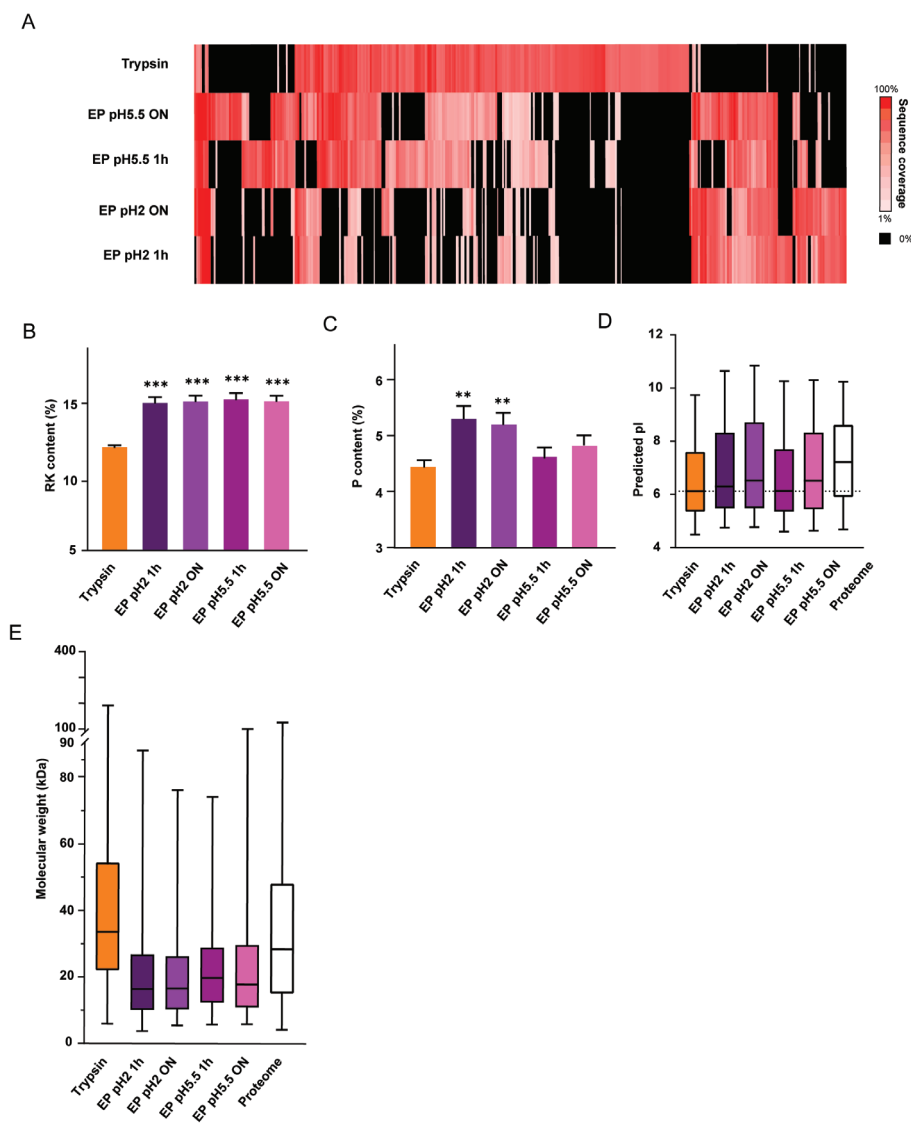 A
Trypsin
EP pH5.5 ON
EP pH5.5 1h
EP pH2 ON
EP pH2 1h
100%
Sequence coverage
1%
0%
B
RK content (%)
15
10
5
***
***
***
***
Trypsin
EP pH2 1h
EP pH2 ON
EP pH5.5 1h
EP pH5.5 ON
C
P content (%)
6
5
4
3
**
**
Trypsin
EP pH2 1h
EP pH2 ON
EP pH5.5 1h
EP pH5.5 ON
D
Predicted pI
12
10
8
6
4
Trypsin
EP pH2 1h
EP pH2 ON
EP pH5.5 1h
EP pH5.5 ON
Proteome
E
Molecular weight (kDa)
400
100
90
80
60
40
20
0
Trypsin
EP pH2 1h
EP pH2 ON
EP pH5.5 1h
EP pH5.5 ON
Proteome